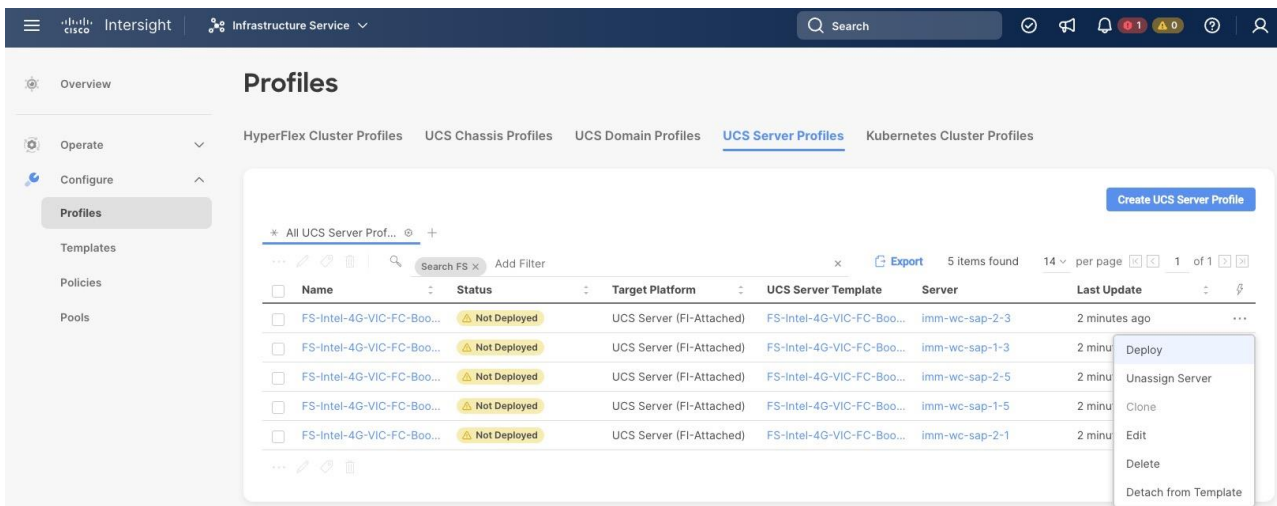 cisco Intersight Infrastructure Service Search 1 0
Overview
Profiles
Operate
HyperFlex Cluster Profiles UCS Chassis Profiles UCS Domain Profiles UCS Server Profiles Kubernetes Cluster Profiles
Configure
Profiles
Create UCS Server Profile
Templates
All UCS Server Prof... +
Policies
Search FS × Add Filter × Export 5 items found 14 per page 1 of 1
Pools
Name Status Target Platform UCS Server Template Server Last Update
FS-Intel-4G-VIC-FC-Boo... Not Deployed UCS Server (FI-Attached) FS-Intel-4G-VIC-FC-Boo... imm-wc-sap-2-3 2 minutes ago ...
FS-Intel-4G-VIC-FC-Boo... Not Deployed UCS Server (FI-Attached) FS-Intel-4G-VIC-FC-Boo... imm-wc-sap-1-3 2 minu
FS-Intel-4G-VIC-FC-Boo... Not Deployed UCS Server (FI-Attached) FS-Intel-4G-VIC-FC-Boo... imm-wc-sap-2-5 2 minu
FS-Intel-4G-VIC-FC-Boo... Not Deployed UCS Server (FI-Attached) FS-Intel-4G-VIC-FC-Boo... imm-wc-sap-1-5 2 minu
FS-Intel-4G-VIC-FC-Boo... Not Deployed UCS Server (FI-Attached) FS-Intel-4G-VIC-FC-Boo... imm-wc-sap-2-1 2 minu
Deploy
Unassign Server
Clone
Edit
Delete
Detach from Template